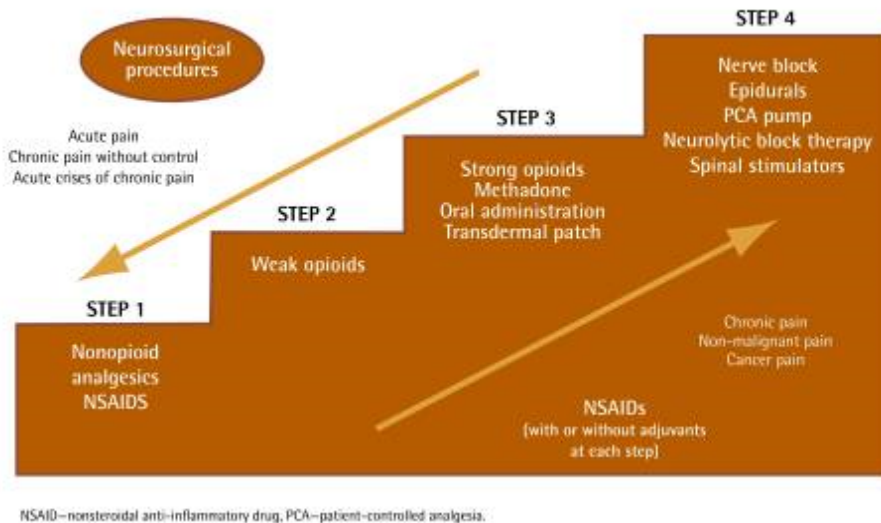 Neurosurgical
procedures
Acute pain
Chronic pain without control
Acute crises of chronic pain
STEP 1
Nonopioid
analgesics
NSAIDS
STEP 2
Weak opioids
STEP 3
Strong opioids
Methadone
Oral administration
Transdermal patch
STEP 4
Nerve block
Epidurals
PCA pump
Neurolytic block therapy
Spinal stimulators
Chronic pain
Non-malignant pain
Cancer pain
NSAIDs
(with or without adjuvants
at each step)
NSAID—nonsteroidal anti-inflammatory drug, PCA—patient-controlled analgesia.